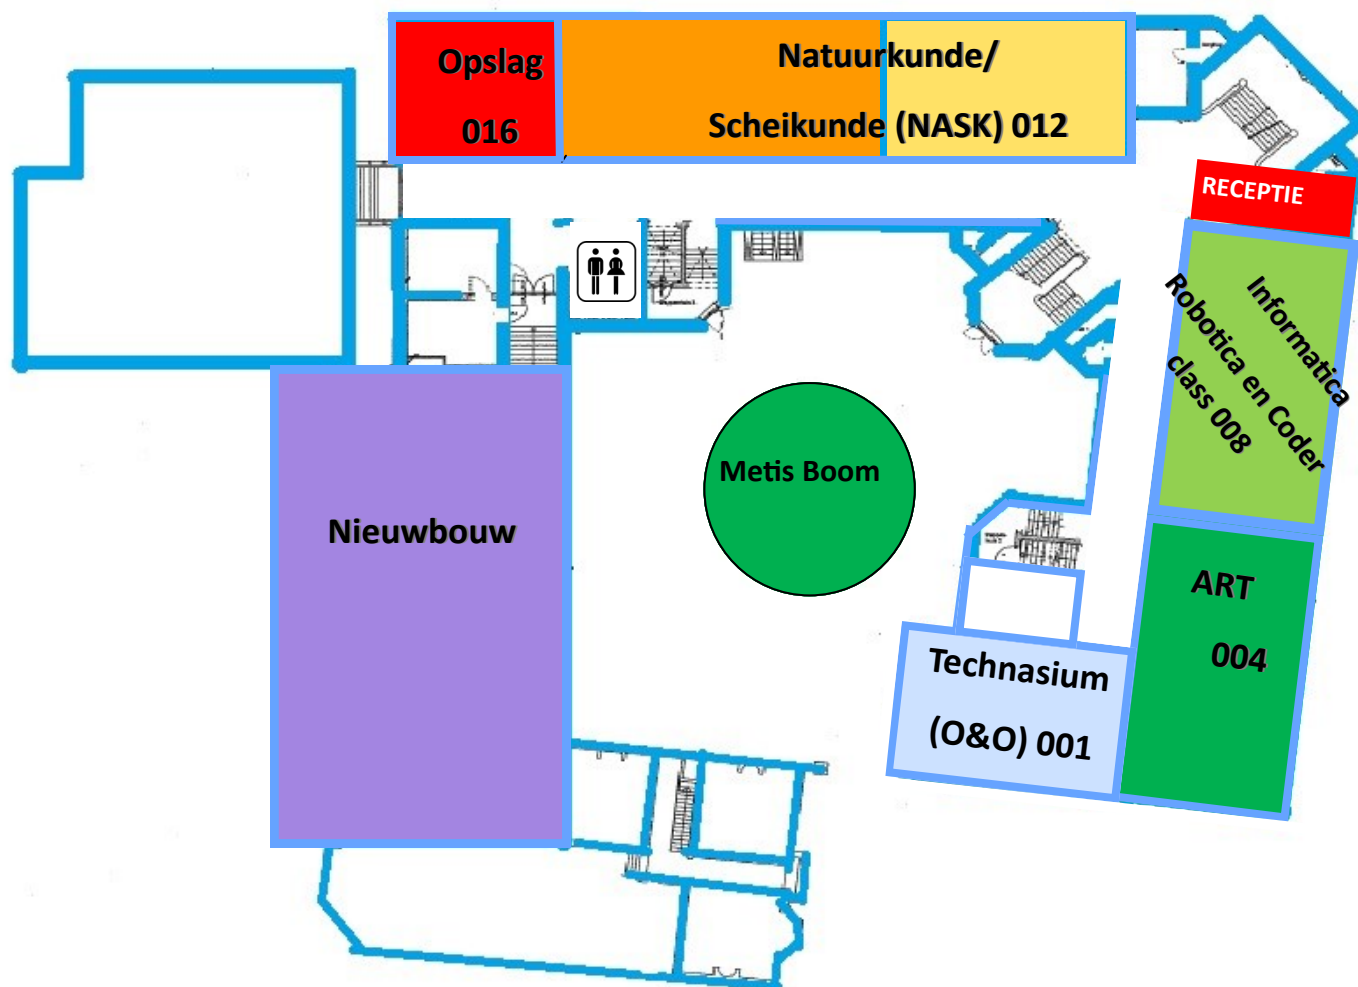 Opslag
016
Natuurkunde/
Scheikunde (NASK) 012
RECEPTIE
Informatica
Robotica en Coder
class 008
Metis Boom
Nieuwbouw
ART
004
Technasium
(O&O) 001